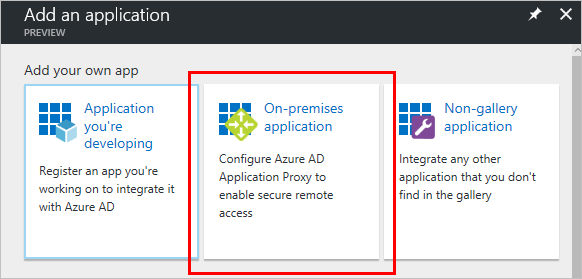 Add an application
PREVIEW
Add your own app
Application
you're
developing
Register an app you're
working on to integrate it
with Azure AD
On-premises
application
Configure Azure AD
Application Proxy to
enable secure remote
access
Non-gallery
application
Integrate any other
application that you don't
find in the gallery